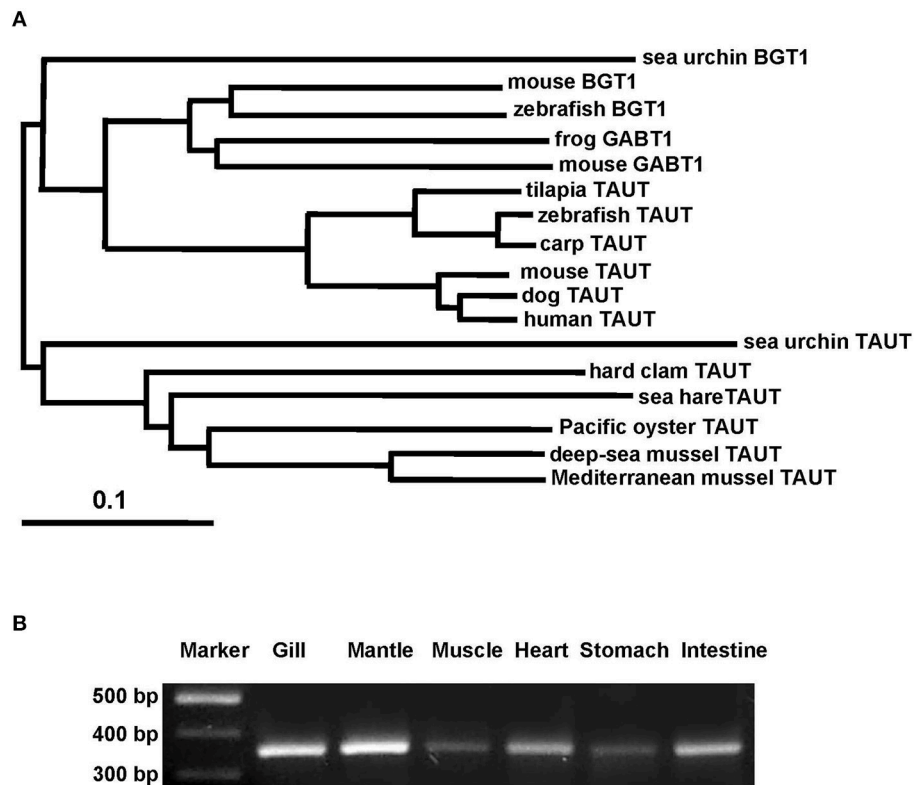 A
sea urchin BGT1
mouse BGT1
zebrafish BGT1
frog GABT1
mouse GABT1
tilapia TAUT
zebrafish TAUT
carp TAUT
mouse TAUT
dog TAUT
human TAUT
sea urchin TAUT
hard clam TAUT
sea hareTAUT
Pacific oyster TAUT
deep-sea mussel TAUT
Mediterranean mussel TAUT
0.1
B
Marker Gill Mantle Muscle Heart Stomach Intestine
500 bp
400 bp
300 bp